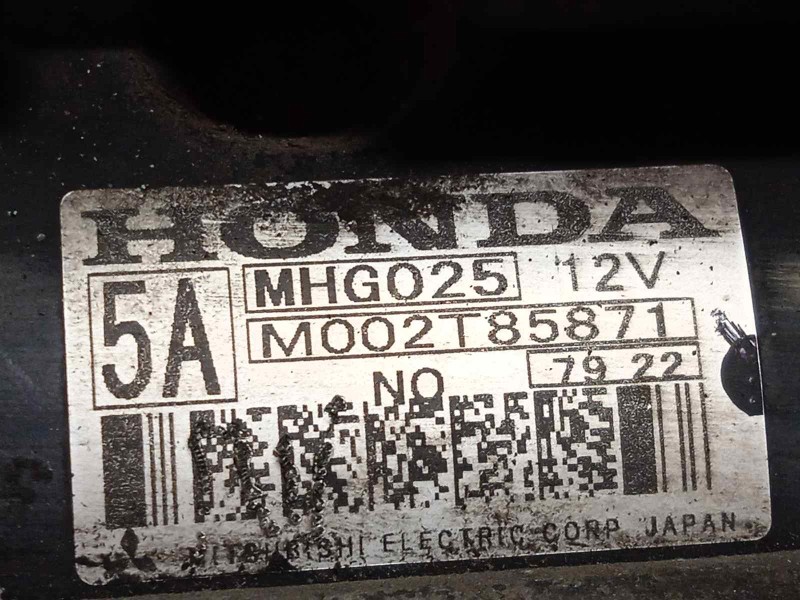 HONDA
5A
MHG025 12V
M002T85871
NO 79 22
MITSUBISHI ELECTRIC CORP. JAPAN